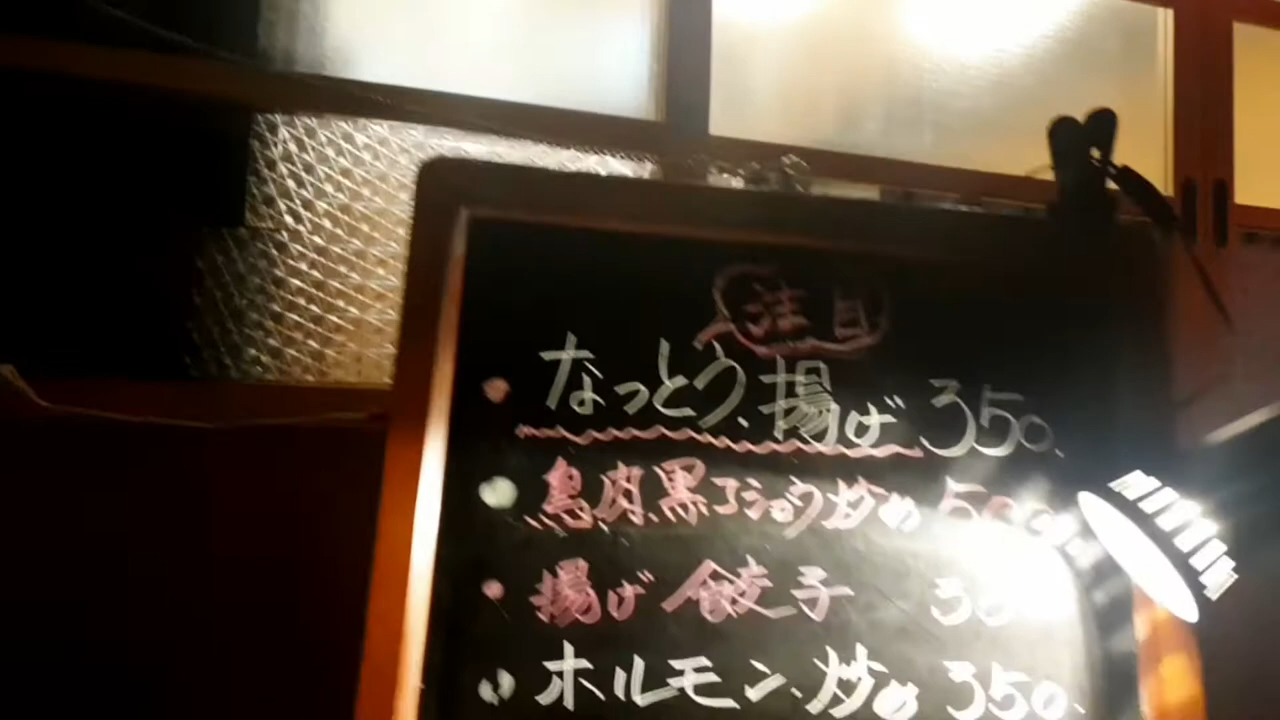 注目
・なっとう揚げ 350.
・鳥肉黒コショウ炒め
・揚げ餃子
・ホルモン炒め 350.